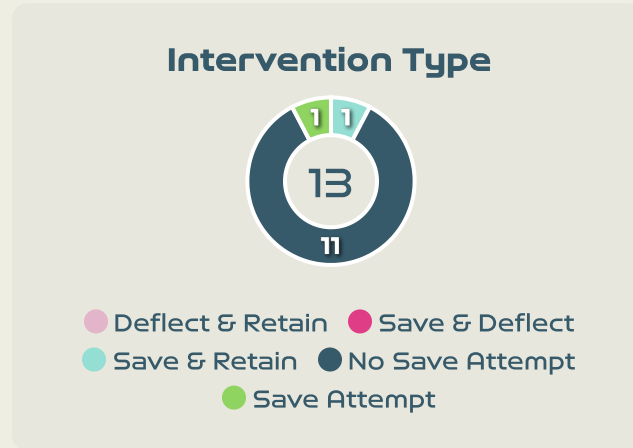 Intervention Type
1 1
13
11
Deflect & Retain Save & Deflect
Save & Retain No Save Attempt
Save Attempt